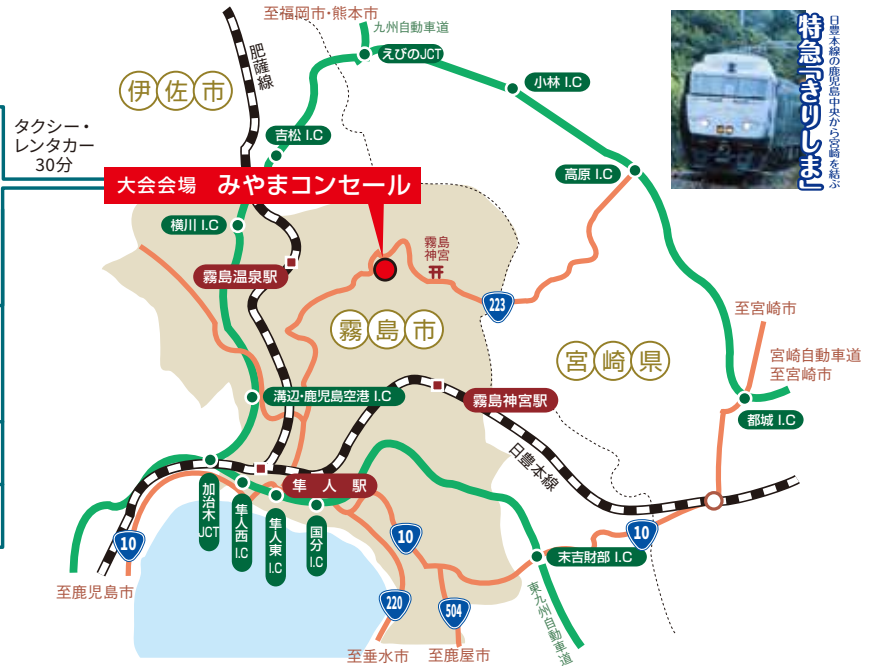 至福岡市・熊本市
九州自動車道
肥薩線
えびのJCT
小林 I.C
伊佐市
吉松 I.C
高原 I.C
日豊本線の鹿児島中央から宮崎を結ぶ
特急「きりしま」
タクシー・
レンタカー
30分
大会会場 みやまコンセール
横川 I.C
霧島
神宮
霧島温泉駅
223
霧島市
宮崎県
至宮崎市
宮崎自動車道
至宮崎市
溝辺・鹿児島空港 I.C
霧島神宮駅
都城 I.C
日豊本線
隼人駅
加治木JCT
隼人西I.C
隼人東I.C
国分I.C
10
10
10
末吉財部 I.C
東九州自動車道
至鹿児島市
220
504
至垂水市
至鹿屋市